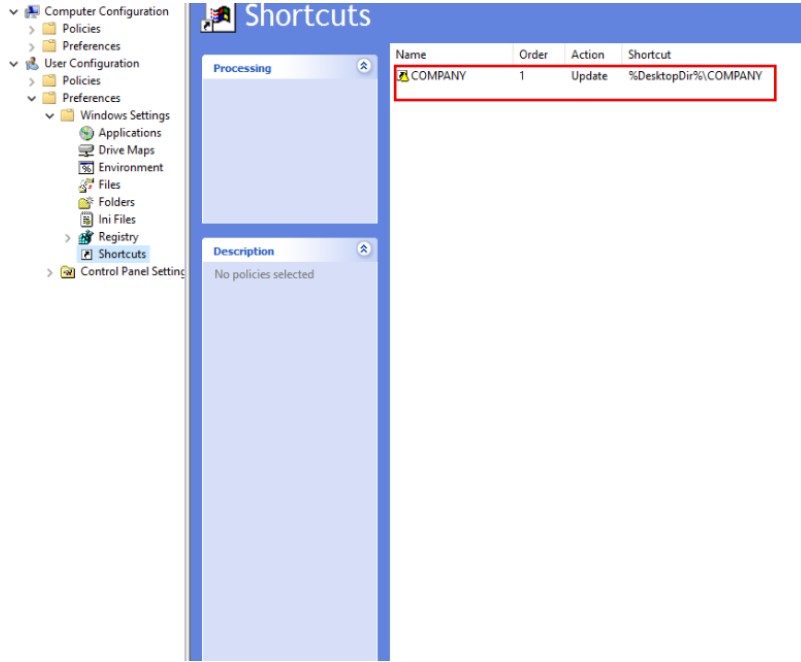 Computer Configuration
Policies
Preferences
User Configuration
Policies
Preferences
Windows Settings
Applications
Drive Maps
Environment
Files
Folders
Ini Files
Registry
Shortcuts
Control Panel Setting
Shortcuts
Processing
Description
No policies selected
Name Order Action Shortcut
COMPANY 1 Update %DesktopDir%\COMPANY